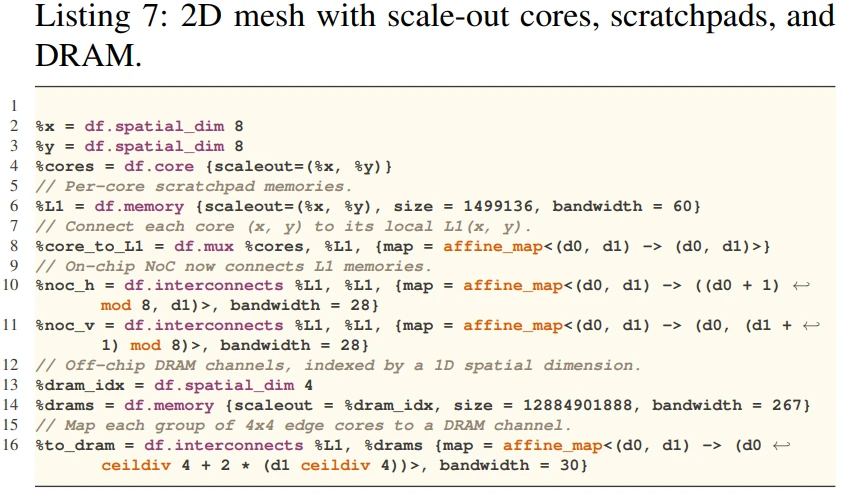 Listing 7: 2D mesh with scale-out cores, scratchpads, and
DRAM.
1
2 %x = df.spatial_dim 8
3 %y = df.spatial_dim 8
4 %cores = df.core {scaleout=(%x, %y)}
5 // Per-core scratchpad memories.
6 %L1 = df.memory {scaleout=(%x, %y), size = 1499136, bandwidth = 60}
7 // Connect each core (x, y) to its local L1(x, y).
8 %core_to_L1 = df.mux %cores, %L1, {map = affine_map<(d0, d1) -> (d0, d1)>}
9 // On-chip NoC now connects L1 memories.
10 %noc_h = df.interconnects %L1, %L1, {map = affine_map<(d0, d1) -> ((d0 + 1) ↩
mod 8, d1)>, bandwidth = 28}
11 %noc_v = df.interconnects %L1, %L1, {map = affine_map<(d0, d1) -> (d0, (d1 + ↩
1) mod 8)>, bandwidth = 28}
12 // Off-chip DRAM channels, indexed by a 1D spatial dimension.
13 %dram_idx = df.spatial_dim 4
14 %drams = df.memory {scaleout = %dram_idx, size = 12884901888, bandwidth = 267}
15 // Map each group of 4x4 edge cores to a DRAM channel.
16 %to_dram = df.interconnects %L1, %drams {map = affine_map<(d0, d1) -> (d0 ↩
ceildiv 4 + 2 * (d1 ceildiv 4))>, bandwidth = 30}